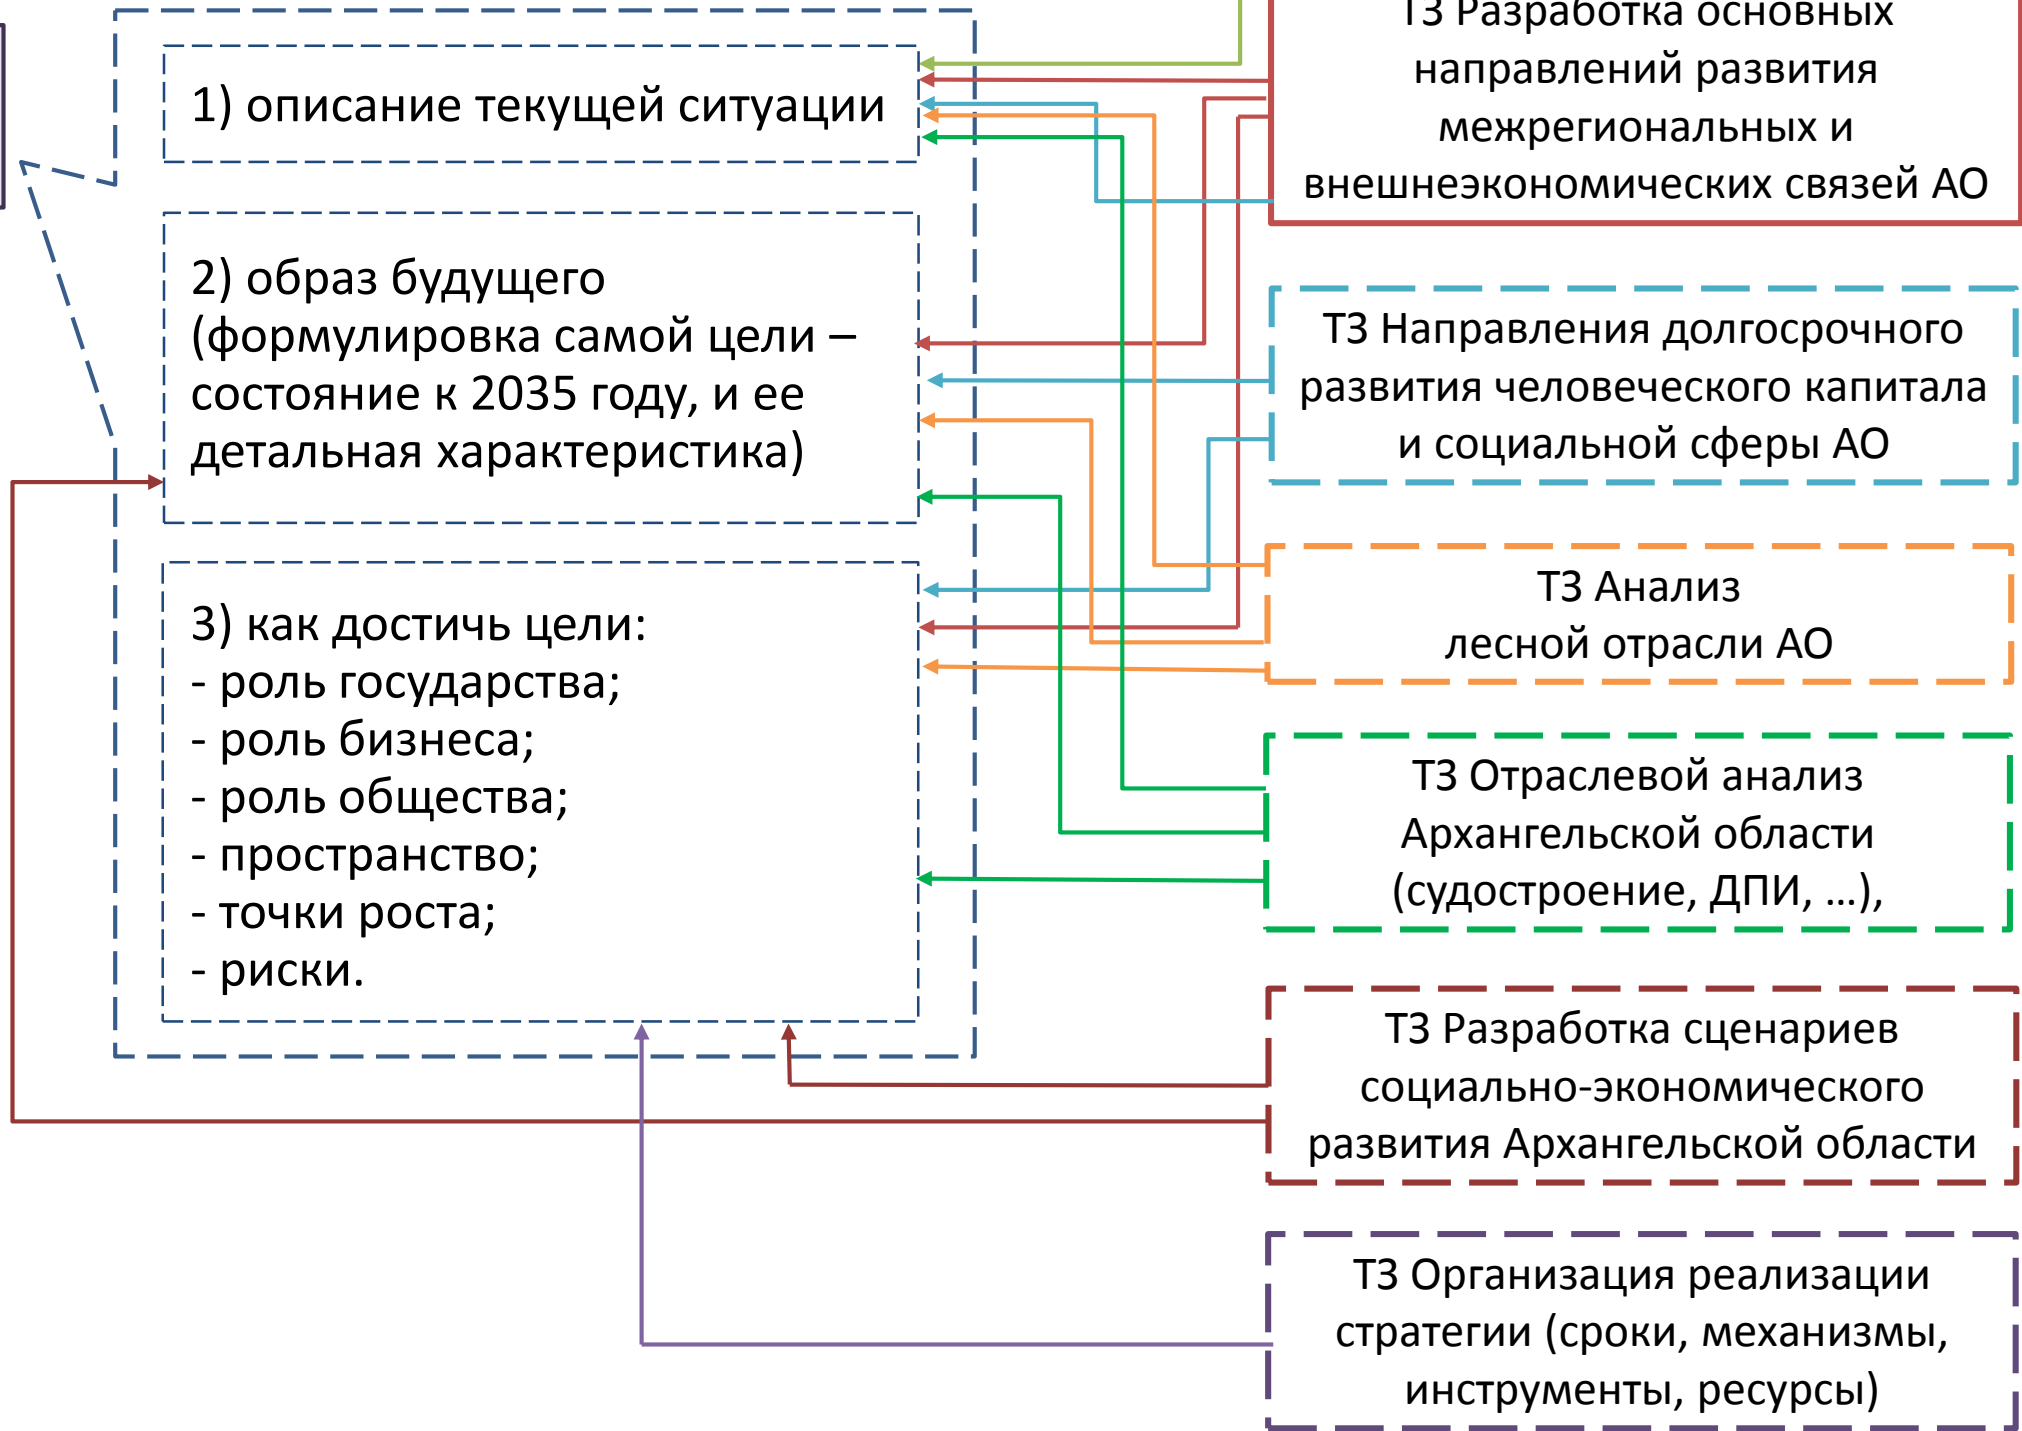 1) описание текущей ситуации
2) образ будущего
(формулировка самой цели –
состояние к 2035 году, и ее
детальная характеристика)
3) как достичь цели:
- роль государства;
- роль бизнеса;
- роль общества;
- пространство;
- точки роста;
- риски.
ТЗ Разработка основных
направлений развития
межрегиональных и
внешнеэкономических связей АО
ТЗ Направления долгосрочного
развития человеческого капитала
и социальной сферы АО
ТЗ Анализ
лесной отрасли АО
ТЗ Отраслевой анализ
Архангельской области
(судостроение, ДПИ, ...),
ТЗ Разработка сценариев
социально-экономического
развития Архангельской области
ТЗ Организация реализации
стратегии (сроки, механизмы,
инструменты, ресурсы)